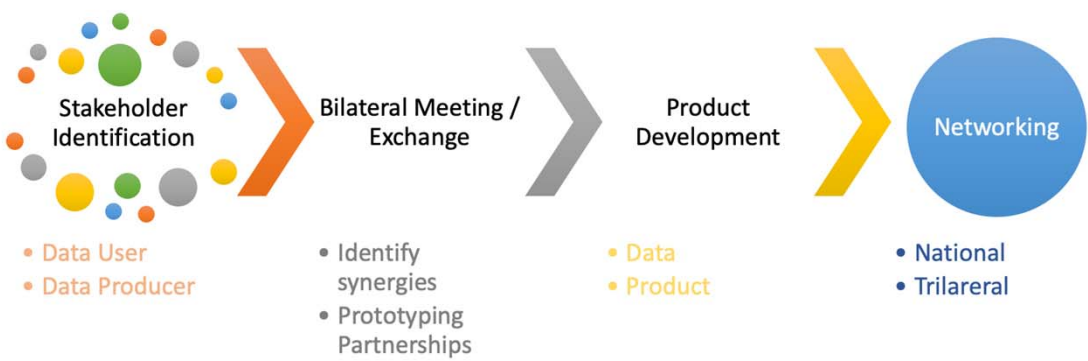 Stakeholder
Identification
Bilateral Meeting /
Exchange
Product
Development
Networking
• Data User
• Data Producer
• Identify
synergies
• Prototyping
Partnerships
• Data
• Product
• National
• Trilareral